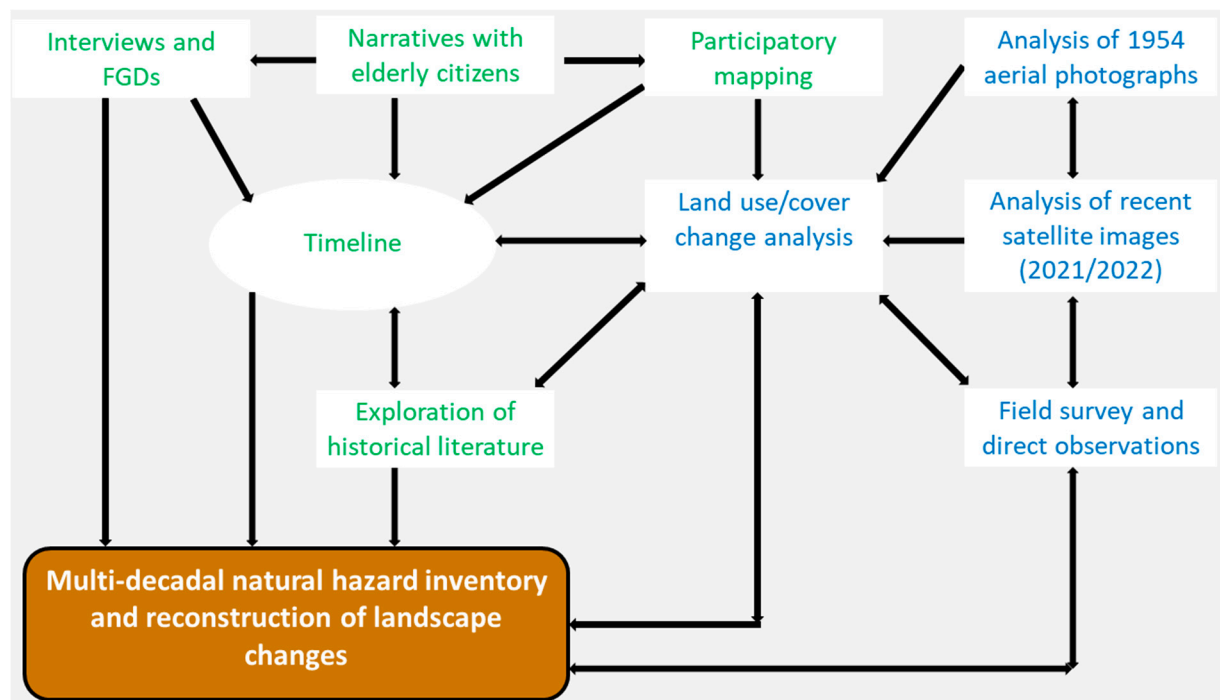 Interviews and
FGDs
Narratives with
elderly citizens
Participatory
mapping
Analysis of 1954
aerial photographs
Timeline
Land use/cover
change analysis
Analysis of recent
satellite images
(2021/2022)
Exploration of
historical literature
Field survey and
direct observations
Multi-decadal natural hazard inventory
and reconstruction of landscape
changes